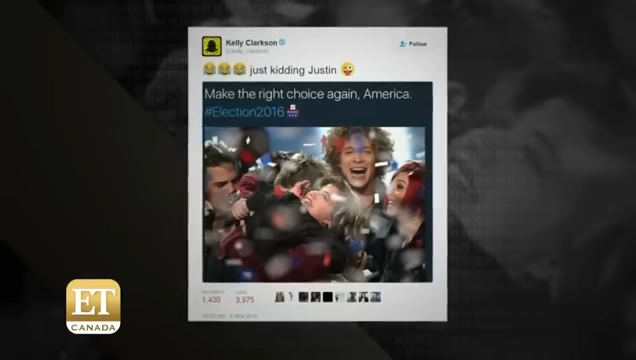 Kelly Clarkson
@kelly_clarkson
Follow
😂😂😂 just kidding Justin 😜
Make the right choice again, America.
#Election2016
1,430
3,975
ET
CANADA